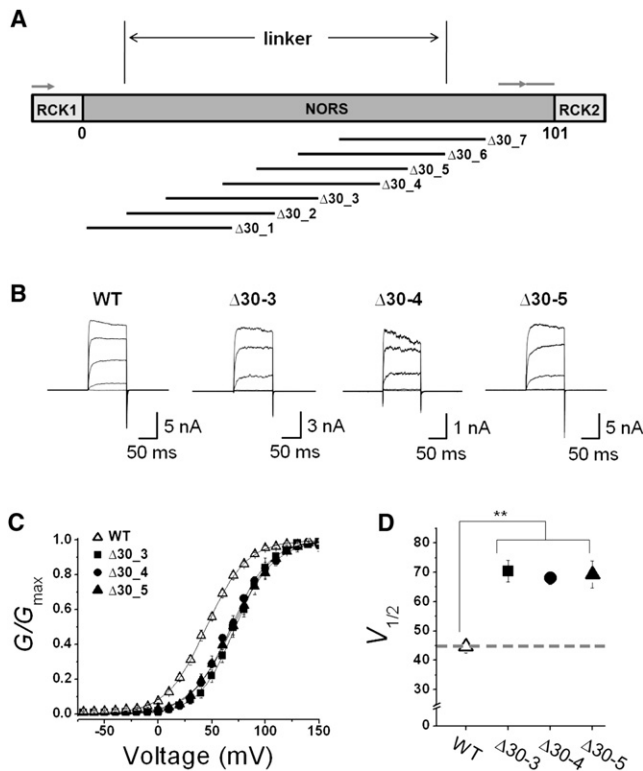 A
linker
RCK1
NORS
RCK2
0
101
Δ30_7
Δ30_6
Δ30_5
Δ30_4
Δ30_3
Δ30_2
Δ30_1
B
WT
Δ30-3
Δ30-4
Δ30-5
5 nA
50 ms
3 nA
50 ms
1 nA
50 ms
5 nA
50 ms
C
WT
Δ30_3
Δ30_4
Δ30_5
G/Gmax
1.0
0.8
0.6
0.4
0.2
0.0
-50
0
50
100
150
Voltage (mV)
D
**
V1/2
80
70
60
50
40
30
0
WT
Δ30-3
Δ30-4
Δ30-5